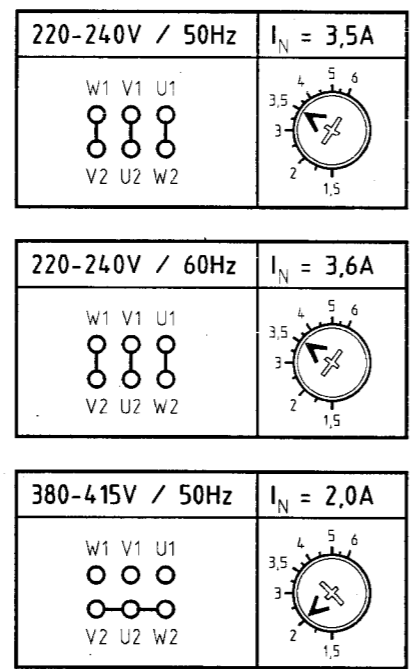 220-240V / 50Hz
I_N = 3,5A
W1 V1 U1
V2 U2 W2
4 5 6
3,5
3
2
1,5
220-240V / 60Hz
I_N = 3,6A
W1 V1 U1
V2 U2 W2
4 5 6
3,5
3
2
1,5
380-415V / 50Hz
I_N = 2,0A
W1 V1 U1
V2 U2 W2
4 5 6
3,5
3
2
1,5